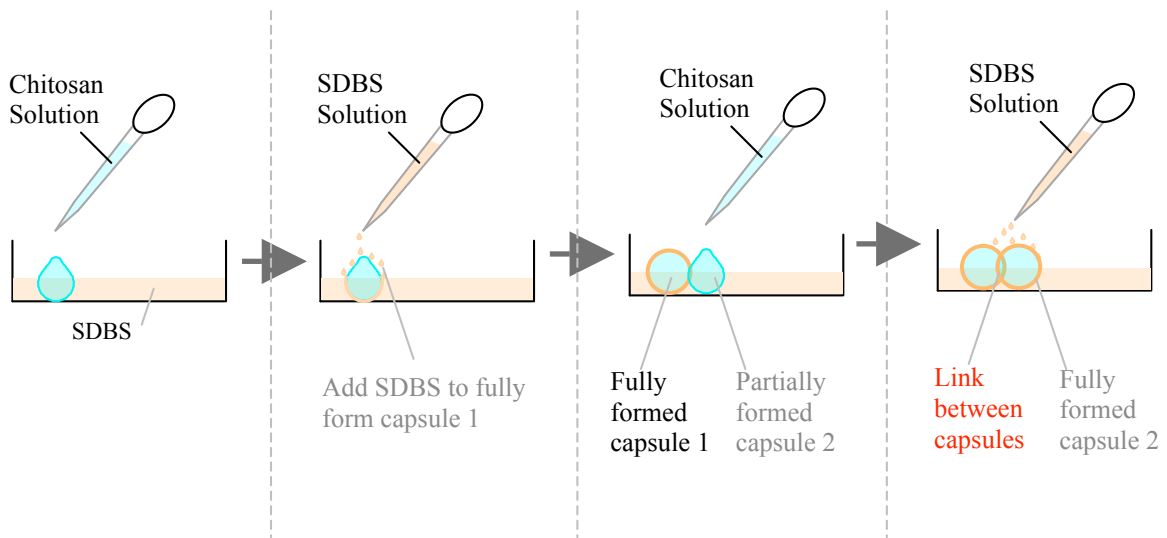 Chitosan
Solution
SDBS
SDBS
Solution
Add SDBS to fully
form capsule 1
Chitosan
Solution
Fully
formed
capsule 1
Partially
formed
capsule 2
SDBS
Solution
Link
between
capsules
Fully
formed
capsule 2